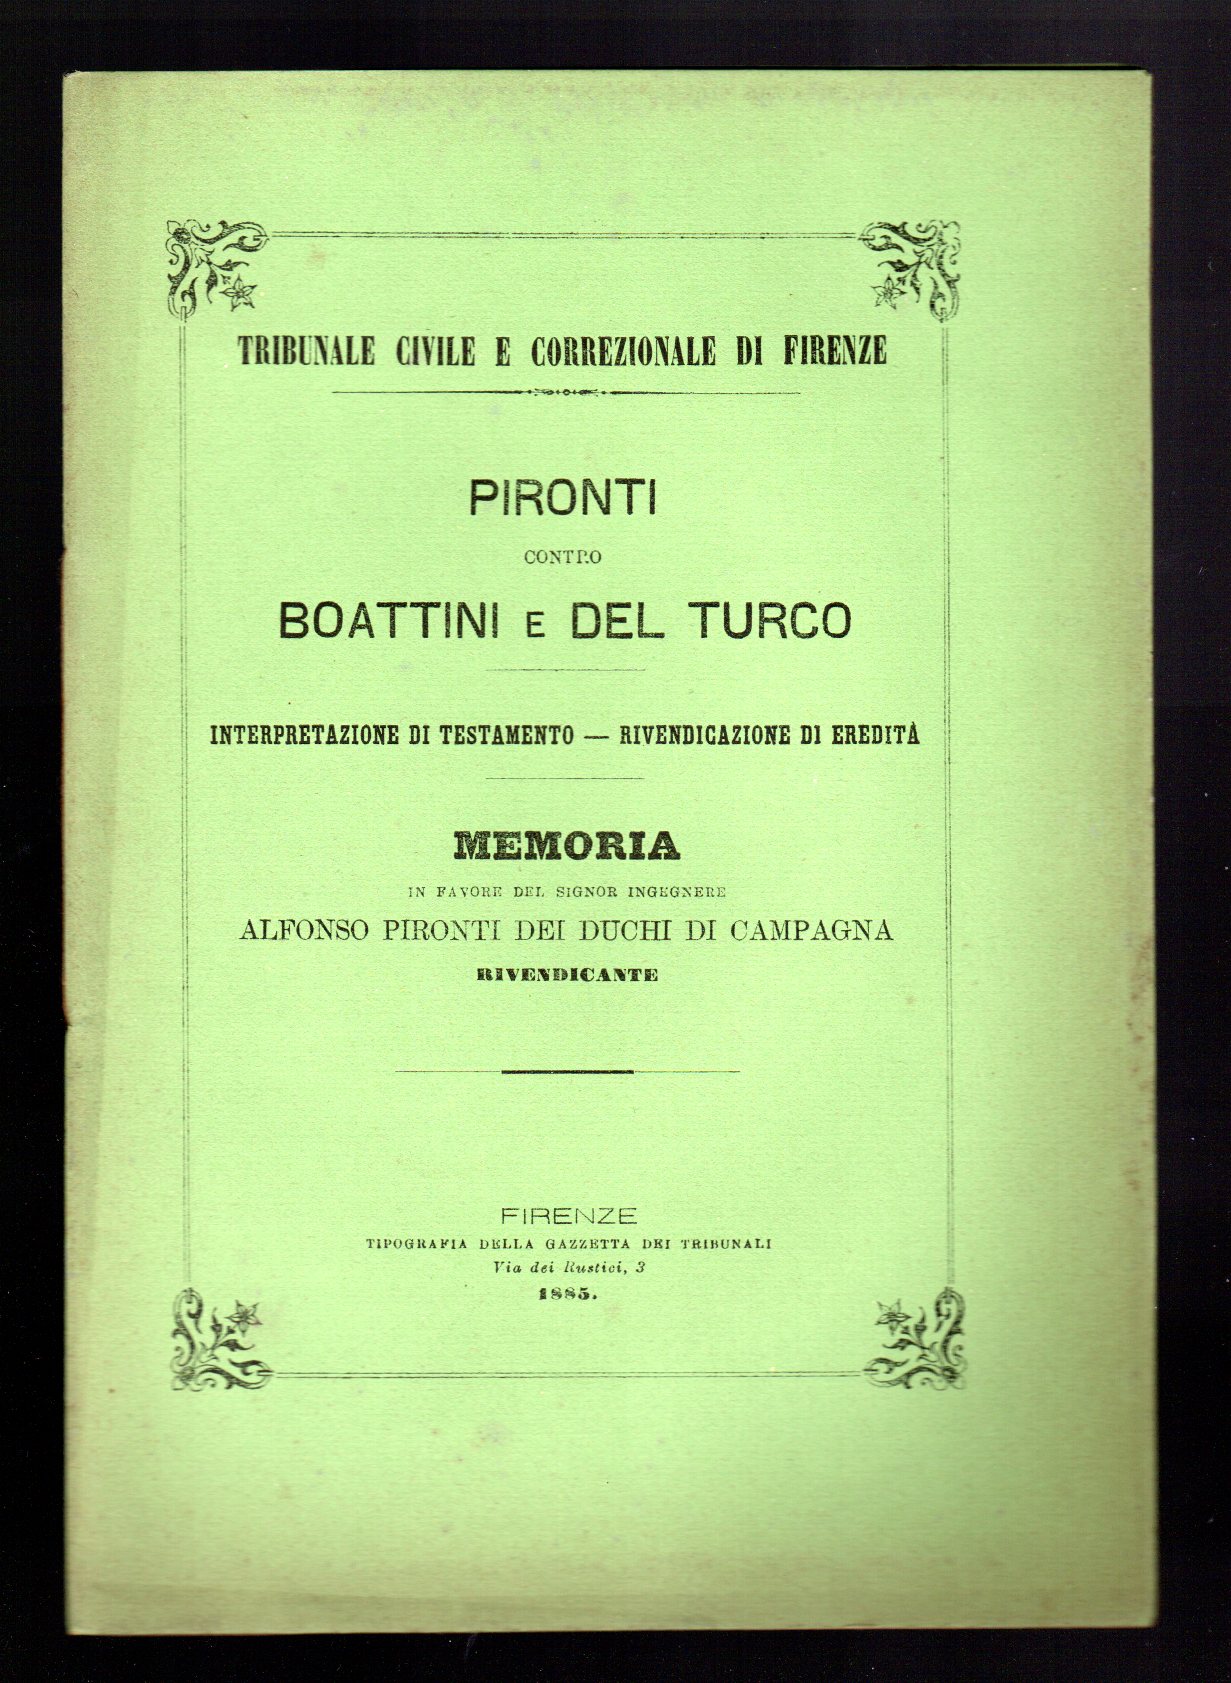 TRIBUNALE CIVILE E CORREZIONALE DI FIRENZE
PIRONTI
CONTRO
BOATTINI E DEL TURCO
INTERPRETAZIONE DI TESTAMENTO — RIVENDICAZIONE DI EREDITÀ
MEMORIA
IN FAVORE DEL SIGNOR INGEGNERE
ALFONSO PIRONTI DEI DUCHI DI CAMPAGNA
RIVENDICANTE
FIRENZE
TIPOGRAFIA DELLA GAZZETTA DEI TRIBUNALI
Via dei Rustici, 3
1885.